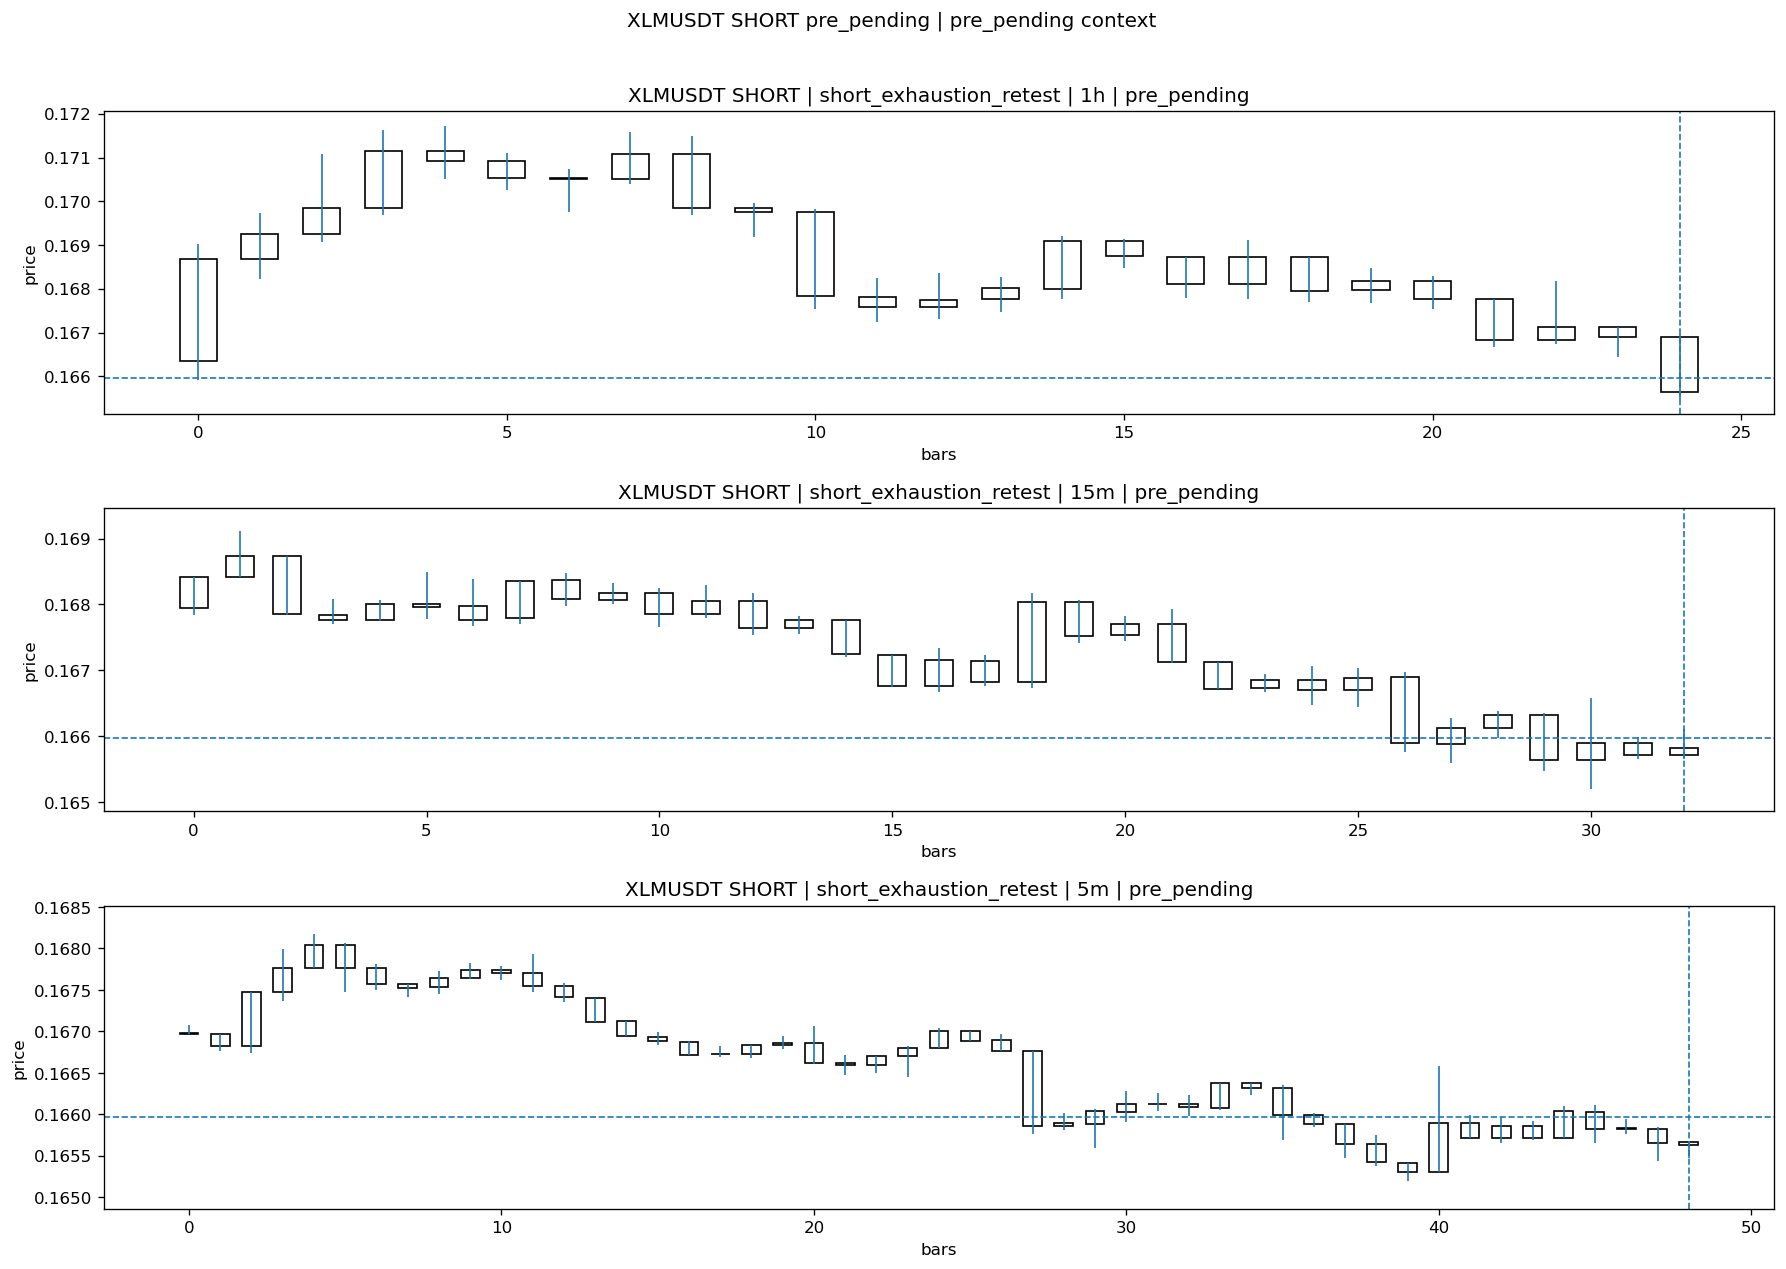 XLMUSDT SHORT pre_pending | pre_pending context
XLMUSDT SHORT | short_exhaustion_retest | 1h | pre_pending
price
0.172
0.171
0.170
0.169
0.168
0.167
0.166
0 5 10 15 20 25
bars
XLMUSDT SHORT | short_exhaustion_retest | 15m | pre_pending
price
0.169
0.168
0.167
0.166
0.165
0 5 10 15 20 25 30
bars
XLMUSDT SHORT | short_exhaustion_retest | 5m | pre_pending
price
0.1685
0.1680
0.1675
0.1670
0.1665
0.1660
0.1655
0.1650
0 10 20 30 40 50
bars